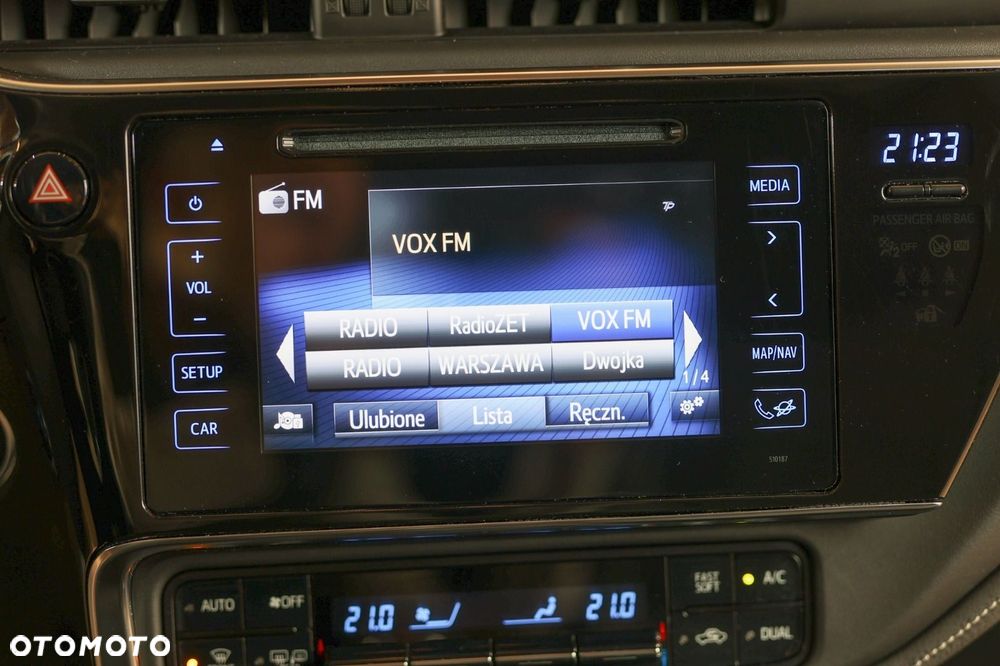 21:23
MEDIA
FM
PASSENGER AIR BAG
OFF ON
VOX FM
VOL
RADIO RadioZET VOX FM
RADIO WARSZAWA Dwojka
1/4
MAP/NAV
SETUP
CAR
Ulubione Lista Ręczn.
510187
AUTO OFF
21.0 21.0
FAST
SOFT
A/C
DUAL
OTOMOTO